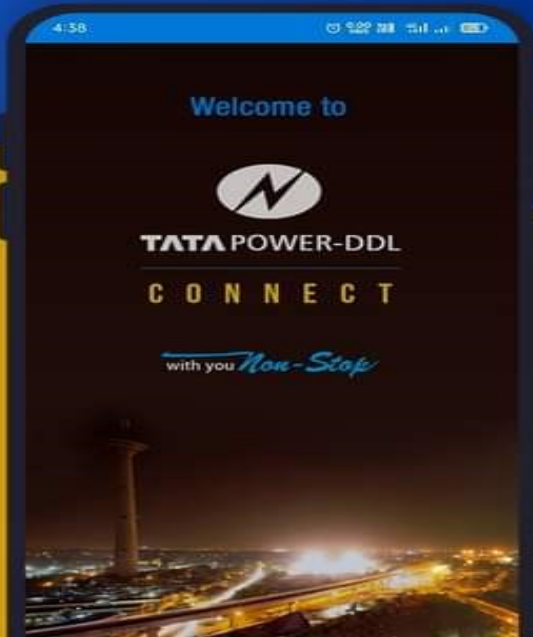 4:38
Welcome to
TATA POWER-DDL
CONNECT
with you Non-Stop